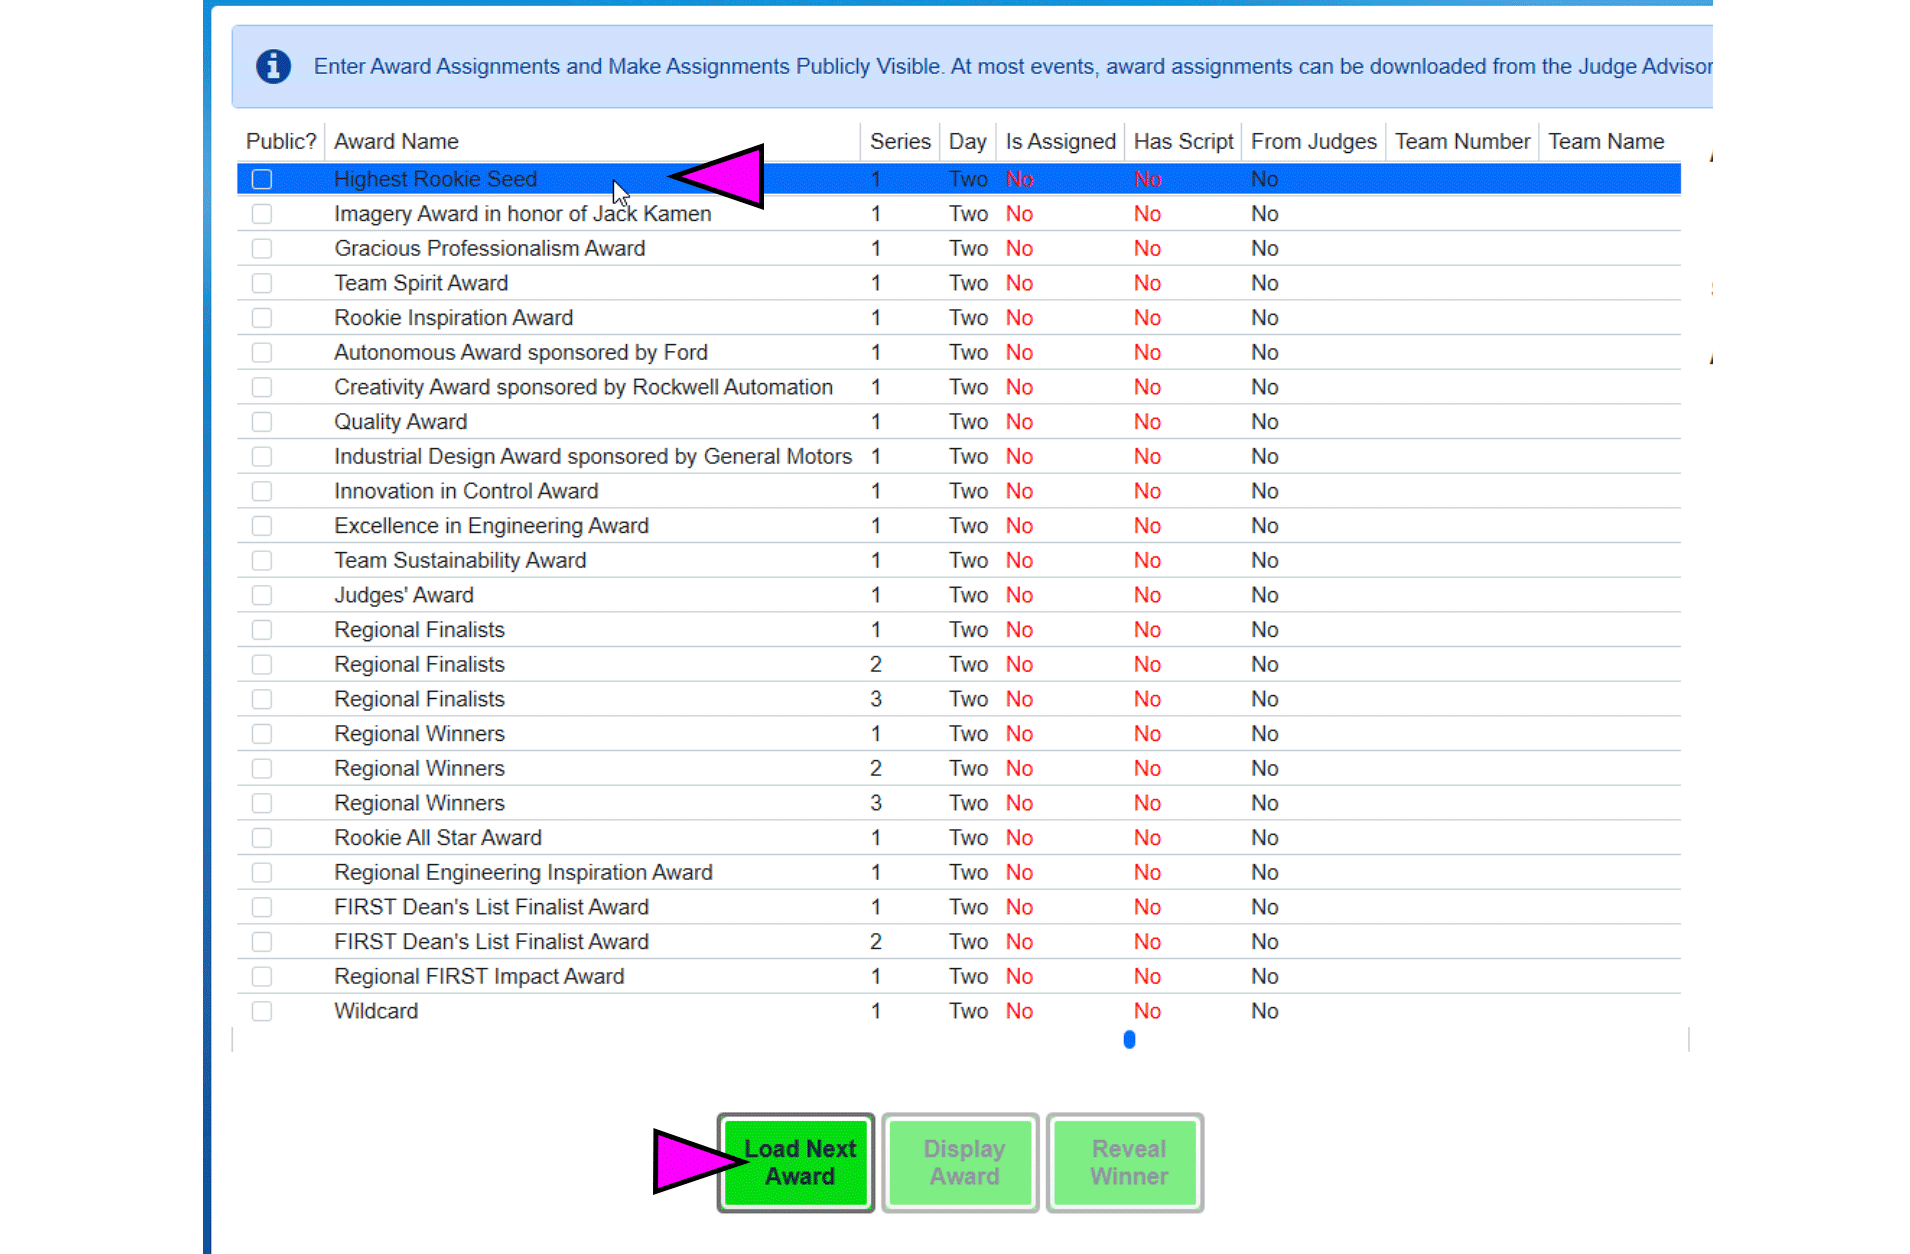 Enter Award Assignments and Make Assignments Publicly Visible. At most events, award assignments can be downloaded from the Judge Advisor
Public? Award Name Series Day Is Assigned Has Script From Judges Team Number Team Name
Highest Rookie Seed 1 Two No No No
Imagery Award in honor of Jack Kamen 1 Two No No No
Gracious Professionalism Award 1 Two No No No
Team Spirit Award 1 Two No No No
Rookie Inspiration Award 1 Two No No No
Autonomous Award sponsored by Ford 1 Two No No No
Creativity Award sponsored by Rockwell Automation 1 Two No No No
Quality Award 1 Two No No No
Industrial Design Award sponsored by General Motors 1 Two No No No
Innovation in Control Award 1 Two No No No
Excellence in Engineering Award 1 Two No No No
Team Sustainability Award 1 Two No No No
Judges' Award 1 Two No No No
Regional Finalists 1 Two No No No
Regional Finalists 2 Two No No No
Regional Finalists 3 Two No No No
Regional Winners 1 Two No No No
Regional Winners 2 Two No No No
Regional Winners 3 Two No No No
Rookie All Star Award 1 Two No No No
Regional Engineering Inspiration Award 1 Two No No No
FIRST Dean's List Finalist Award 1 Two No No No
FIRST Dean's List Finalist Award 2 Two No No No
Regional FIRST Impact Award 1 Two No No No
Wildcard 1 Two No No No
Load Next
Award
Display
Award
Reveal
Winner